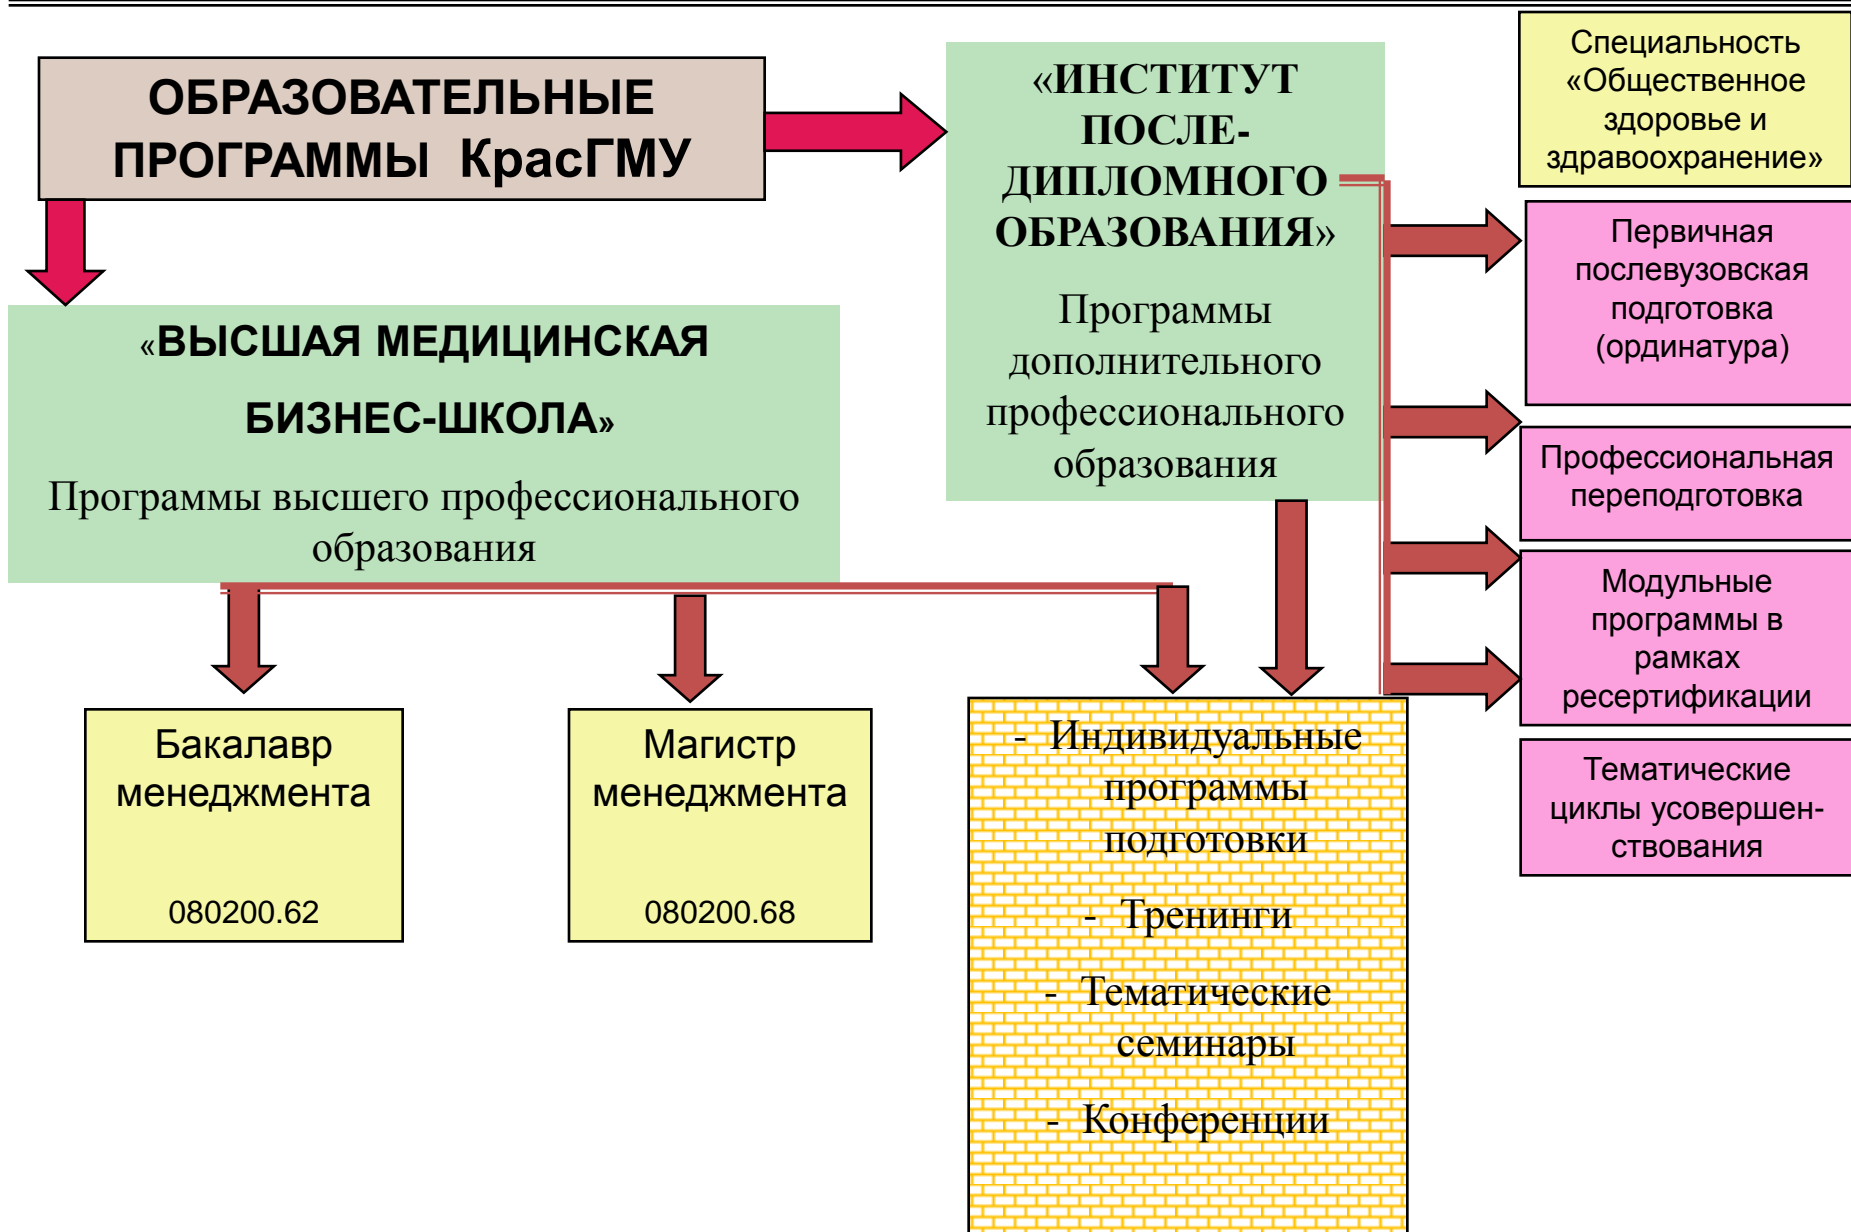 ОБРАЗОВАТЕЛЬНЫЕ
ПРОГРАММЫ КрасГМУ
«ИНСТИТУТ
ПОСЛЕ-
ДИПЛОМНОГО
ОБРАЗОВАНИЯ»
Программы
дополнительного
профессионального
образования
Специальность
«Общественное
здоровье и
здравоохранение»
Первичная
послевузовская
подготовка
(ординатура)
Профессиональная
переподготовка
Модульные
программы в
рамках
ресертификации
Тематические
циклы усовершен-
ствования
«ВЫСШАЯ МЕДИЦИНСКАЯ
БИЗНЕС-ШКОЛА»
Программы высшего профессионального
образования
Бакалавр
менеджмента
080200.62
Магистр
менеджмента
080200.68
- Индивидуальные
программы
подготовки
- Тренинги
- Тематические
семинары
- Конференции